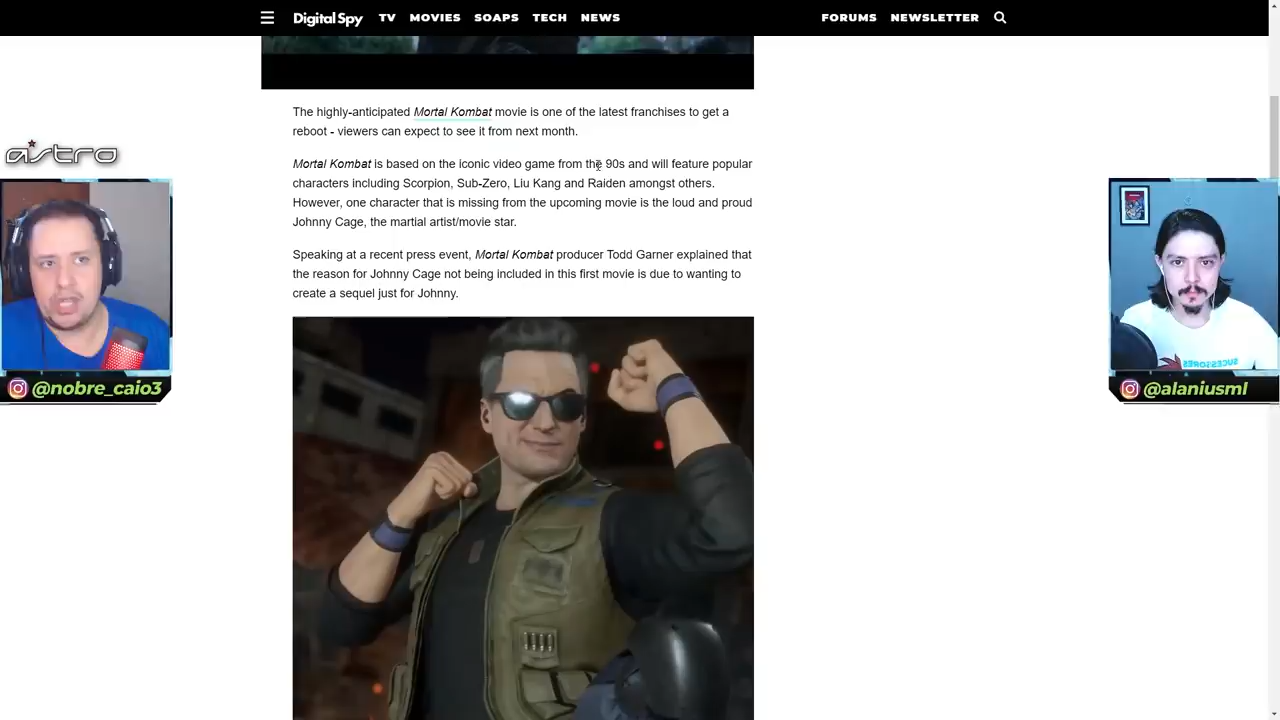 Digital Spy TV MOVIES SOAPS TECH NEWS FORUMS NEWSLETTER
The highly-anticipated Mortal Kombat movie is one of the latest franchises to get a
reboot - viewers can expect to see it from next month.
Mortal Kombat is based on the iconic video game from the 90s and will feature popular
characters including Scorpion, Sub-Zero, Liu Kang and Raiden amongst others.
However, one character that is missing from the upcoming movie is the loud and proud
Johnny Cage, the martial artist/movie star.
Speaking at a recent press event, Mortal Kombat producer Todd Garner explained that
the reason for Johnny Cage not being included in this first movie is due to wanting to
create a sequel just for Johnny.
astro
@nobre_caio3
SUCESSORES
@alaniusml